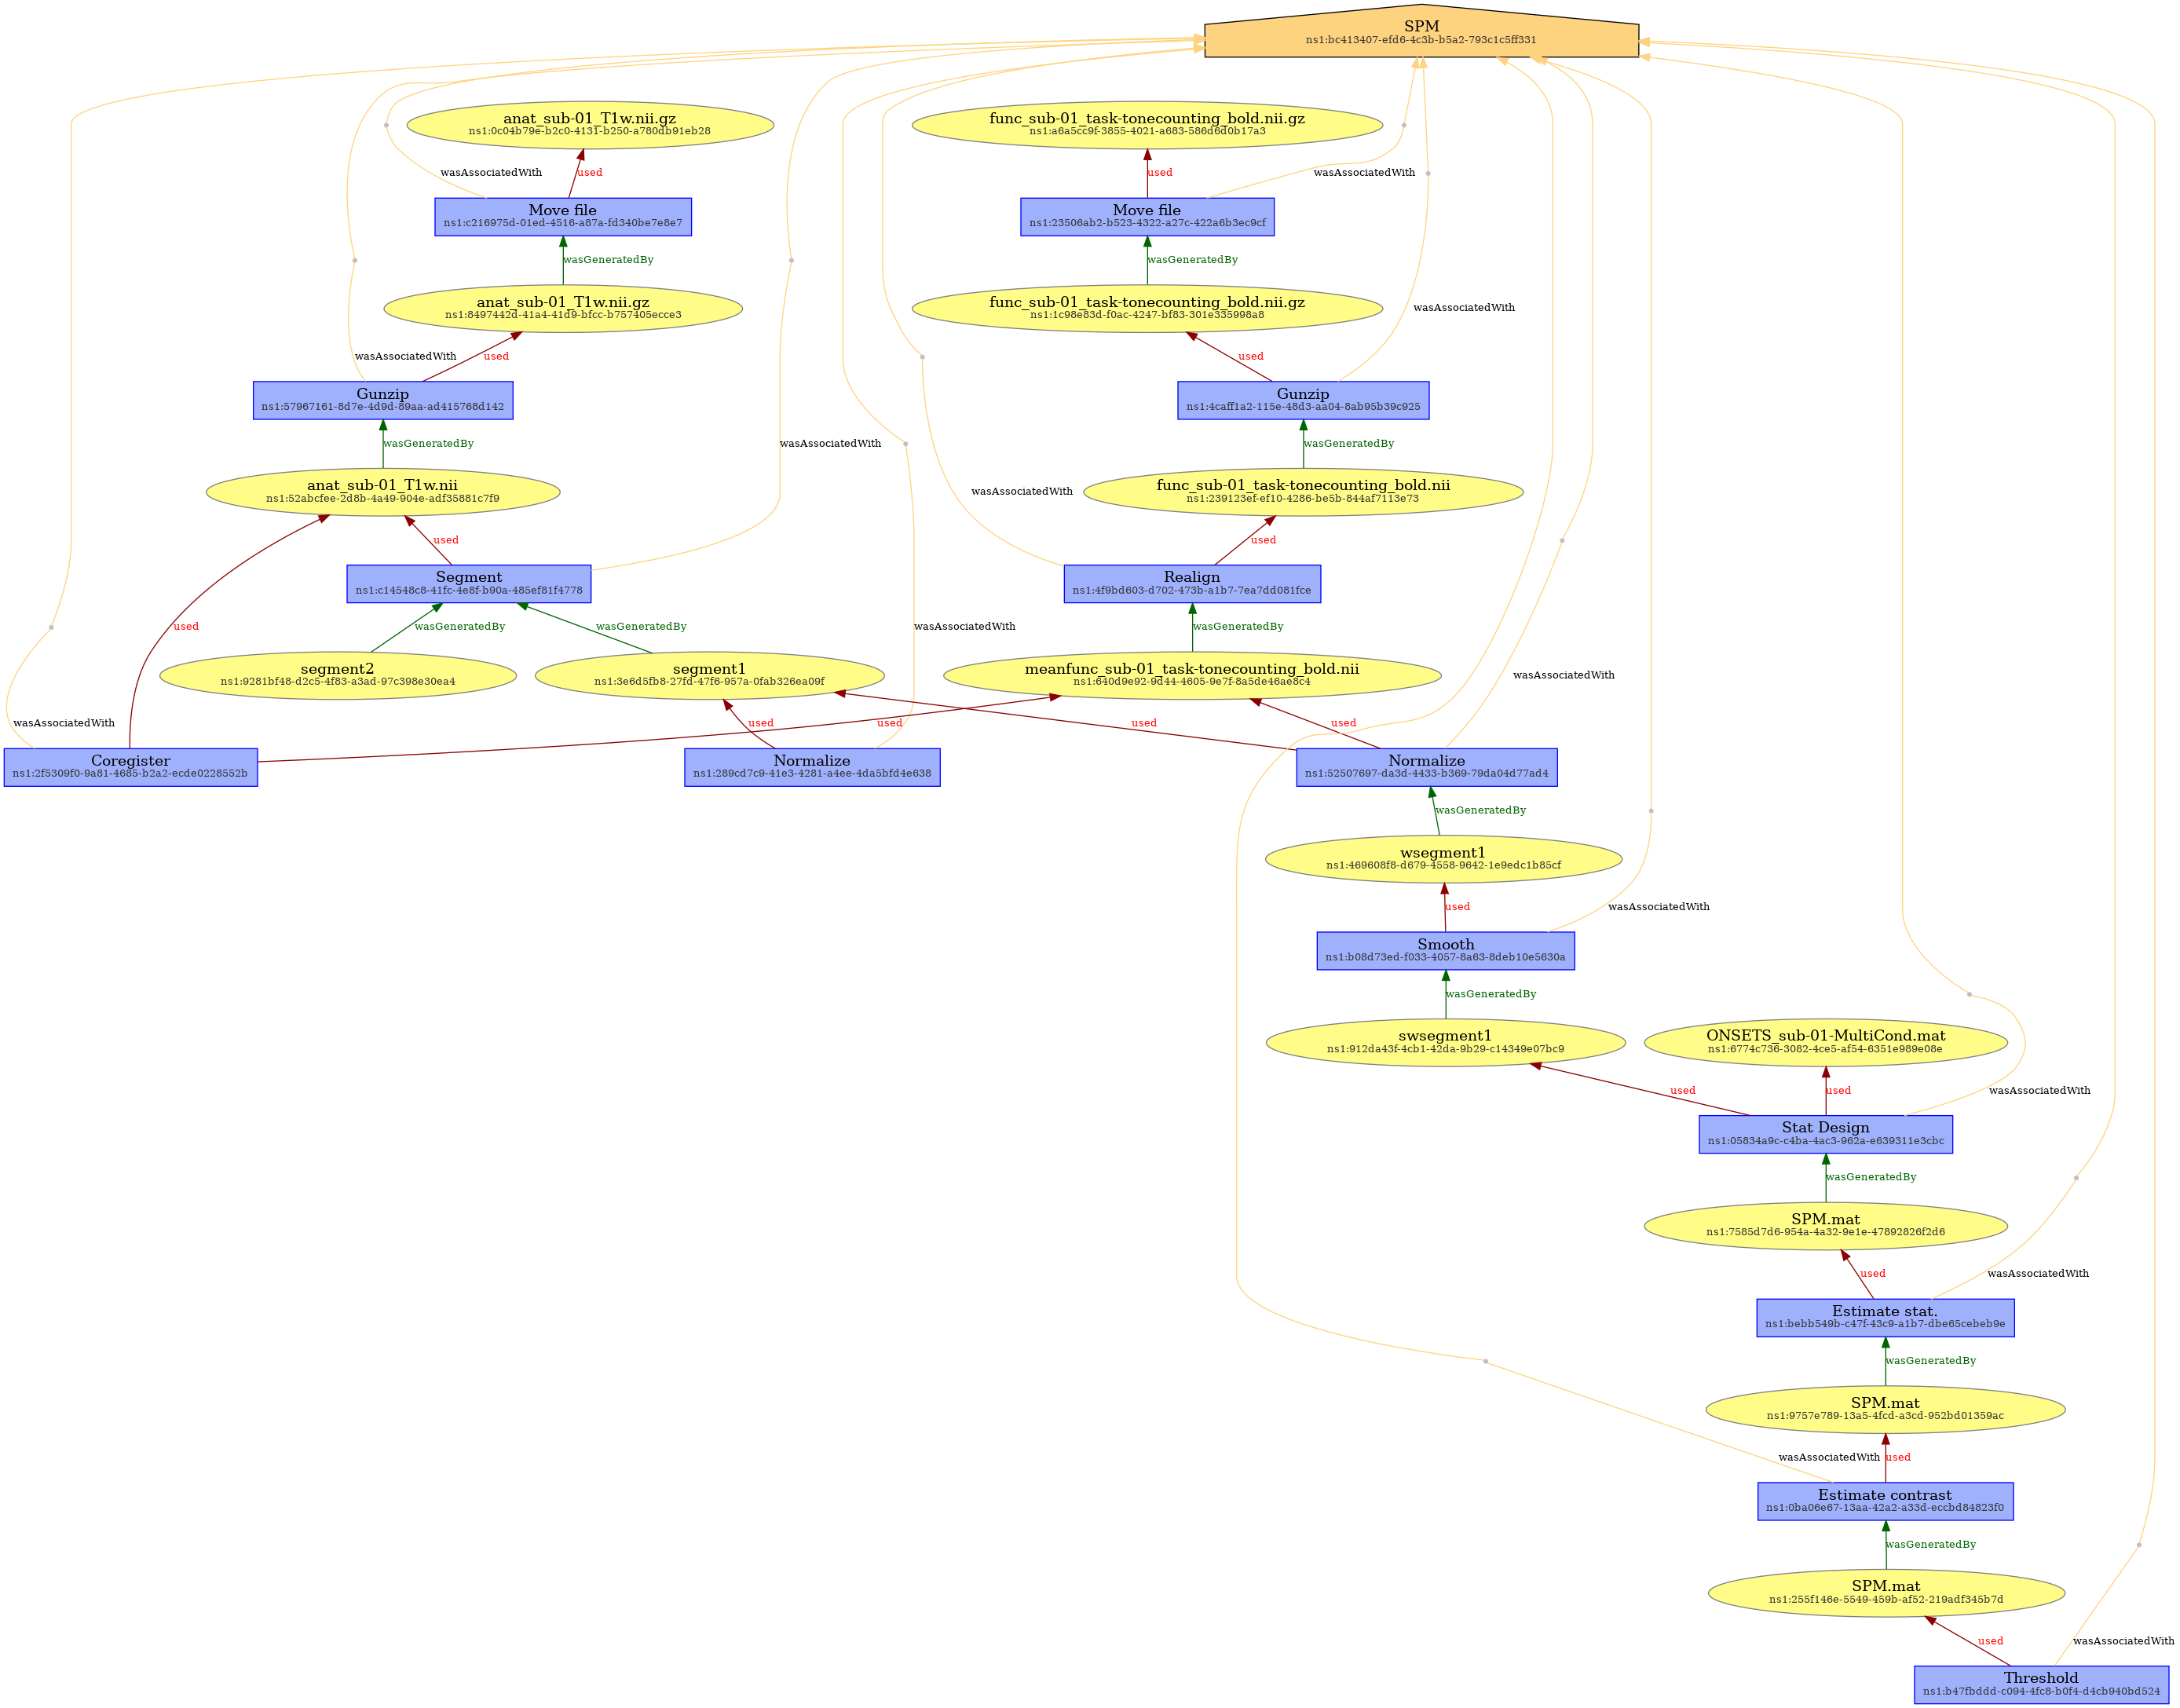 SPM
ns1:bc413407-efd6-4c3b-b5a2-793c1c5ff331
anat_sub-01_T1w.nii.gz
ns1:0c04b79e-b2c0-4131-b250-a780db91eb28
func_sub-01_task-tonecounting_bold.nii.gz
ns1:a6a5cc9f-3855-4021-a683-586d6d0b17a3
wasAssociatedWith
used
used
wasAssociatedWith
Move file
ns1:c216975d-01ed-4516-a87a-fd340be7e8e7
Move file
ns1:23506ab2-b523-4322-a27c-422a6b3ec9cf
wasGeneratedBy
wasGeneratedBy
anat_sub-01_T1w.nii.gz
ns1:8497442d-41a4-41d9-bfcc-b757405ecce3
func_sub-01_task-tonecounting_bold.nii.gz
ns1:1c98e83d-f0ac-4247-bf83-301e335998a8
wasAssociatedWith
wasAssociatedWith
used
used
Gunzip
ns1:57967161-8d7e-4d9d-89aa-ad415768d142
Gunzip
ns1:4caff1a2-115e-48d3-aa04-8ab95b39c925
wasGeneratedBy
wasAssociatedWith
wasGeneratedBy
anat_sub-01_T1w.nii
ns1:52abcfee-2d8b-4a49-904e-adf35881c7f9
wasAssociatedWith
func_sub-01_task-tonecounting_bold.nii
ns1:239123ef-ef10-4286-be5b-844af7113e73
used
used
Segment
ns1:c14548c8-41fc-4e8f-b90a-485ef81f4778
Realign
ns1:4f9bd603-d702-473b-a1b7-7ea7dd081fce
used
wasGeneratedBy
wasGeneratedBy
wasAssociatedWith
wasGeneratedBy
segment2
ns1:9281bf48-d2c5-4f83-a3ad-97c398e30ea4
segment1
ns1:3e6d5fb8-27fd-47f6-957a-0fab326ea09f
meanfunc_sub-01_task-tonecounting_bold.nii
ns1:640d9e92-9d44-4605-9e7f-8a5de46ae8c4
wasAssociatedWith
wasAssociatedWith
used
used
used
used
Coregister
ns1:2f5309f0-9a81-4685-b2a2-ecde0228552b
Normalize
ns1:289cd7c9-41e3-4281-a4ee-4da5bfd4e638
Normalize
ns1:52507697-da3d-4433-b369-79da04d77ad4
wasGeneratedBy
wsegment1
ns1:469608f8-d679-4558-9642-1e9edc1b85cf
used
wasAssociatedWith
Smooth
ns1:b08d73ed-f033-4057-8a63-8deb10e5630a
wasGeneratedBy
swsegment1
ns1:912da43f-4cb1-42da-9b29-c14349e07bc9
ONSETS_sub-01-MultiCond.mat
ns1:6774c736-3082-4ce5-af54-6351e989e08e
used
used
wasAssociatedWith
Stat Design
ns1:05834a9c-c4ba-4ac3-962a-e639311e3cbc
wasGeneratedBy
SPM.mat
ns1:7585d7d6-954a-4a32-9e1e-47892826f2d6
used
wasAssociatedWith
Estimate stat.
ns1:bebb549b-c47f-43c9-a1b7-dbe65cebeb9e
wasGeneratedBy
SPM.mat
ns1:9757e789-13a5-4fcd-a3cd-952bd01359ac
wasAssociatedWith
used
Estimate contrast
ns1:0ba06e67-13aa-42a2-a33d-eccbd84823f0
wasGeneratedBy
SPM.mat
ns1:255f146e-5549-459b-af52-219adf345b7d
used
wasAssociatedWith
Threshold
ns1:b47fbddd-c094-4fc8-b0f4-d4cb940bd524